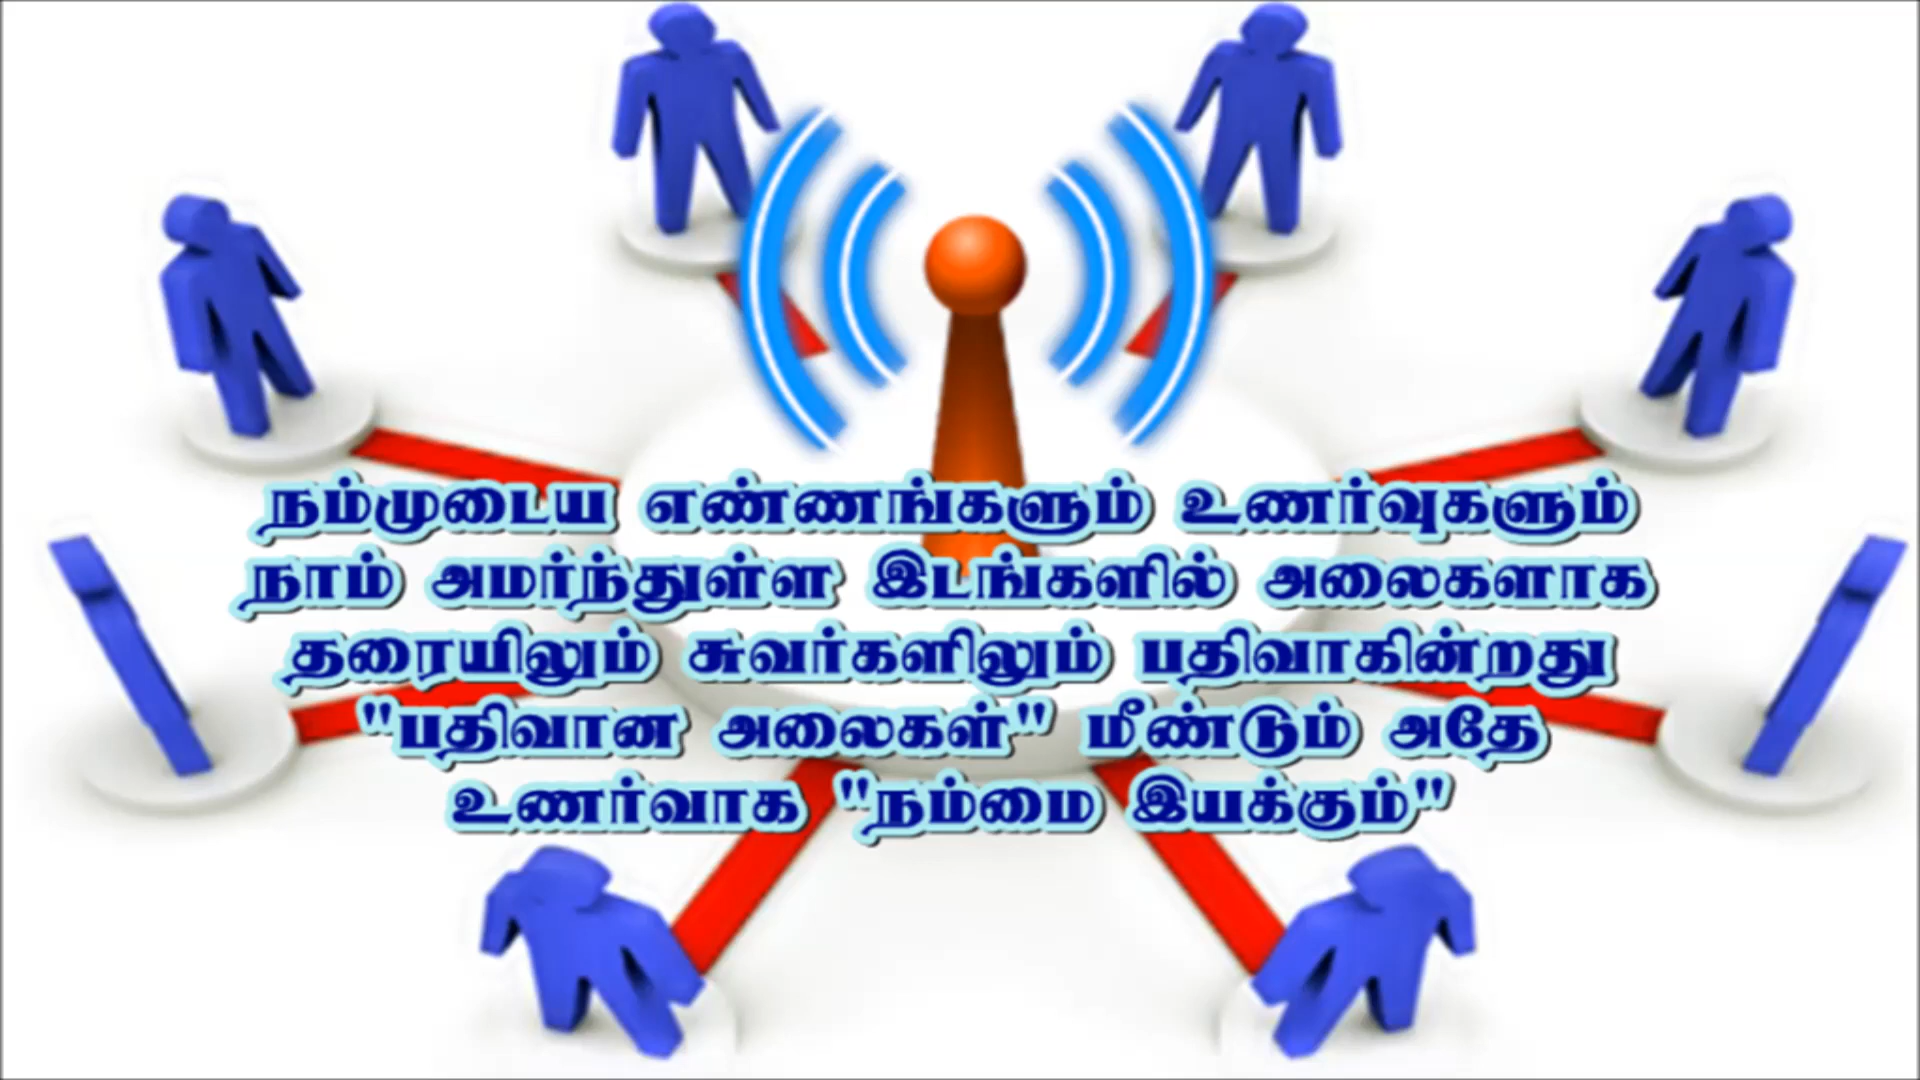 நம்முடைய எண்ணங்களும் உணர்வுகளும்
நாம் அமர்ந்துள்ள இடங்களில் அலைகளாக
தரையிலும் சுவர்களிலும் பதிவாகின்றது
"பதிவான அலைகள்" மீண்டும் அதே
உணர்வாக "நம்மை இயக்கும்"